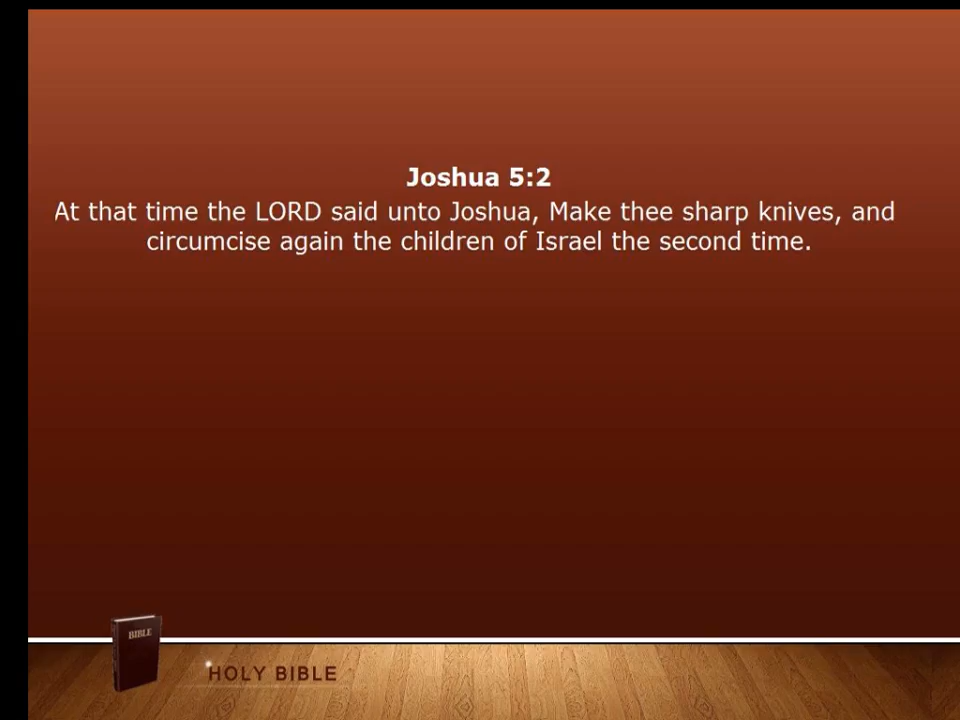 Joshua 5:2
At that time the LORD said unto Joshua, Make thee sharp knives, and
circumcise again the children of Israel the second time.
BIBLE
HOLY BIBLE